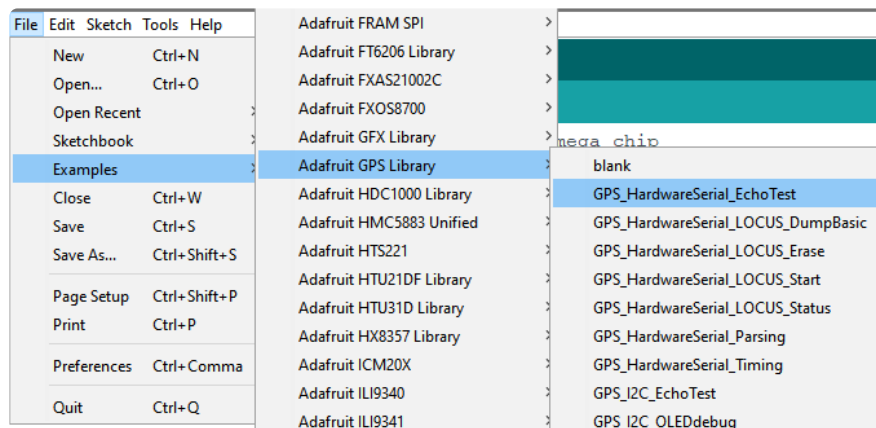 File Edit Sketch Tools Help
New Ctrl+N
Open... Ctrl+O
Open Recent
Sketchbook
Examples
Close Ctrl+W
Save Ctrl+S
Save As... Ctrl+Shift+S
Page Setup Ctrl+Shift+P
Print Ctrl+P
Preferences Ctrl+Comma
Quit Ctrl+Q
Adafruit FRAM SPI
Adafruit FT6206 Library
Adafruit FXAS21002C
Adafruit FXOS8700
Adafruit GFX Library
Adafruit GPS Library
Adafruit HDC1000 Library
Adafruit HMC5883 Unified
Adafruit HTS221
Adafruit HTU21DF Library
Adafruit HTU31D Library
Adafruit HX8357 Library
Adafruit ICM20X
Adafruit ILI9340
Adafruit ILI9341
mega chip
blank
GPS_HardwareSerial_EchoTest
GPS_HardwareSerial_LOCUS_DumpBasic
GPS_HardwareSerial_LOCUS_Erase
GPS_HardwareSerial_LOCUS_Start
GPS_HardwareSerial_LOCUS_Status
GPS_HardwareSerial_Parsing
GPS_HardwareSerial_Timing
GPS_I2C_EchoTest
GPS_I2C_OLEDdebug